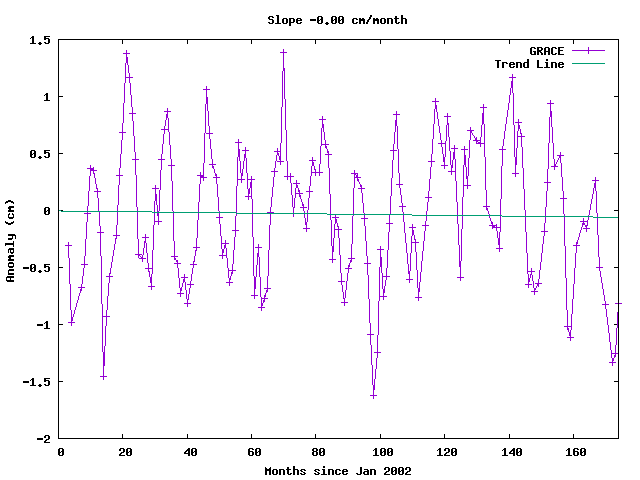 Slope -0.00 cm/month
GRACE
Trend Line
1.5
1
0.5
0
-0.5
-1
-1.5
-2
Anomaly (cm)
0 20 40 60 80 100 120 140 160
Months since Jan 2002